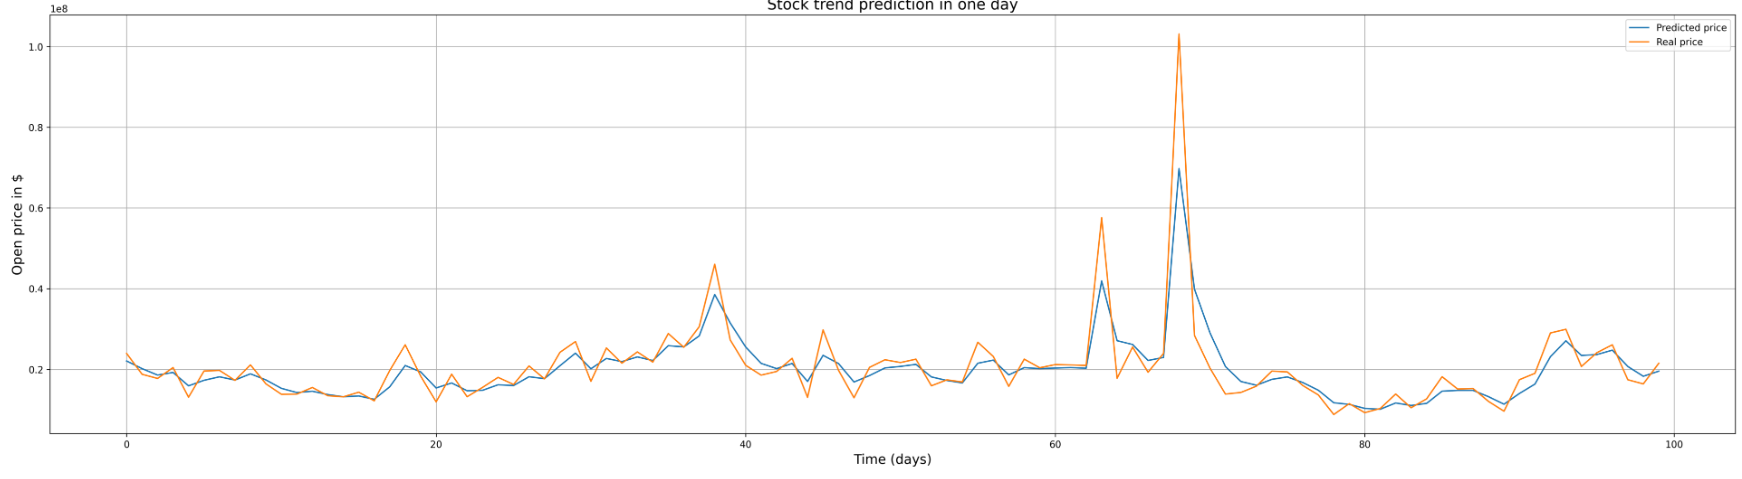 Stock trend prediction in one day
1e8
Predicted price
Real price
1.0
0.8
0.6
0.4
0.2
Open price in $
0 20 40 60 80 100
Time (days)